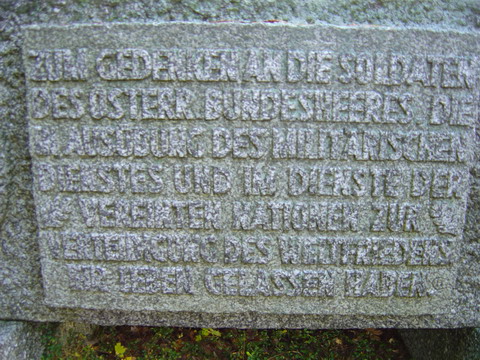 ZUM GEDENKEN AN DIE SOLDATEN
DES ÖSTERR. BUNDESHEERES, DIE
IN AUSÜBUNG DES MILITÄRISCHEN
DIENSTES UND IM DIENSTE DER
VEREINTEN NATIONEN ZUR
VERTEIDIGUNG DES WELTFRIEDENS
IHR LEBEN GELASSEN HABEN